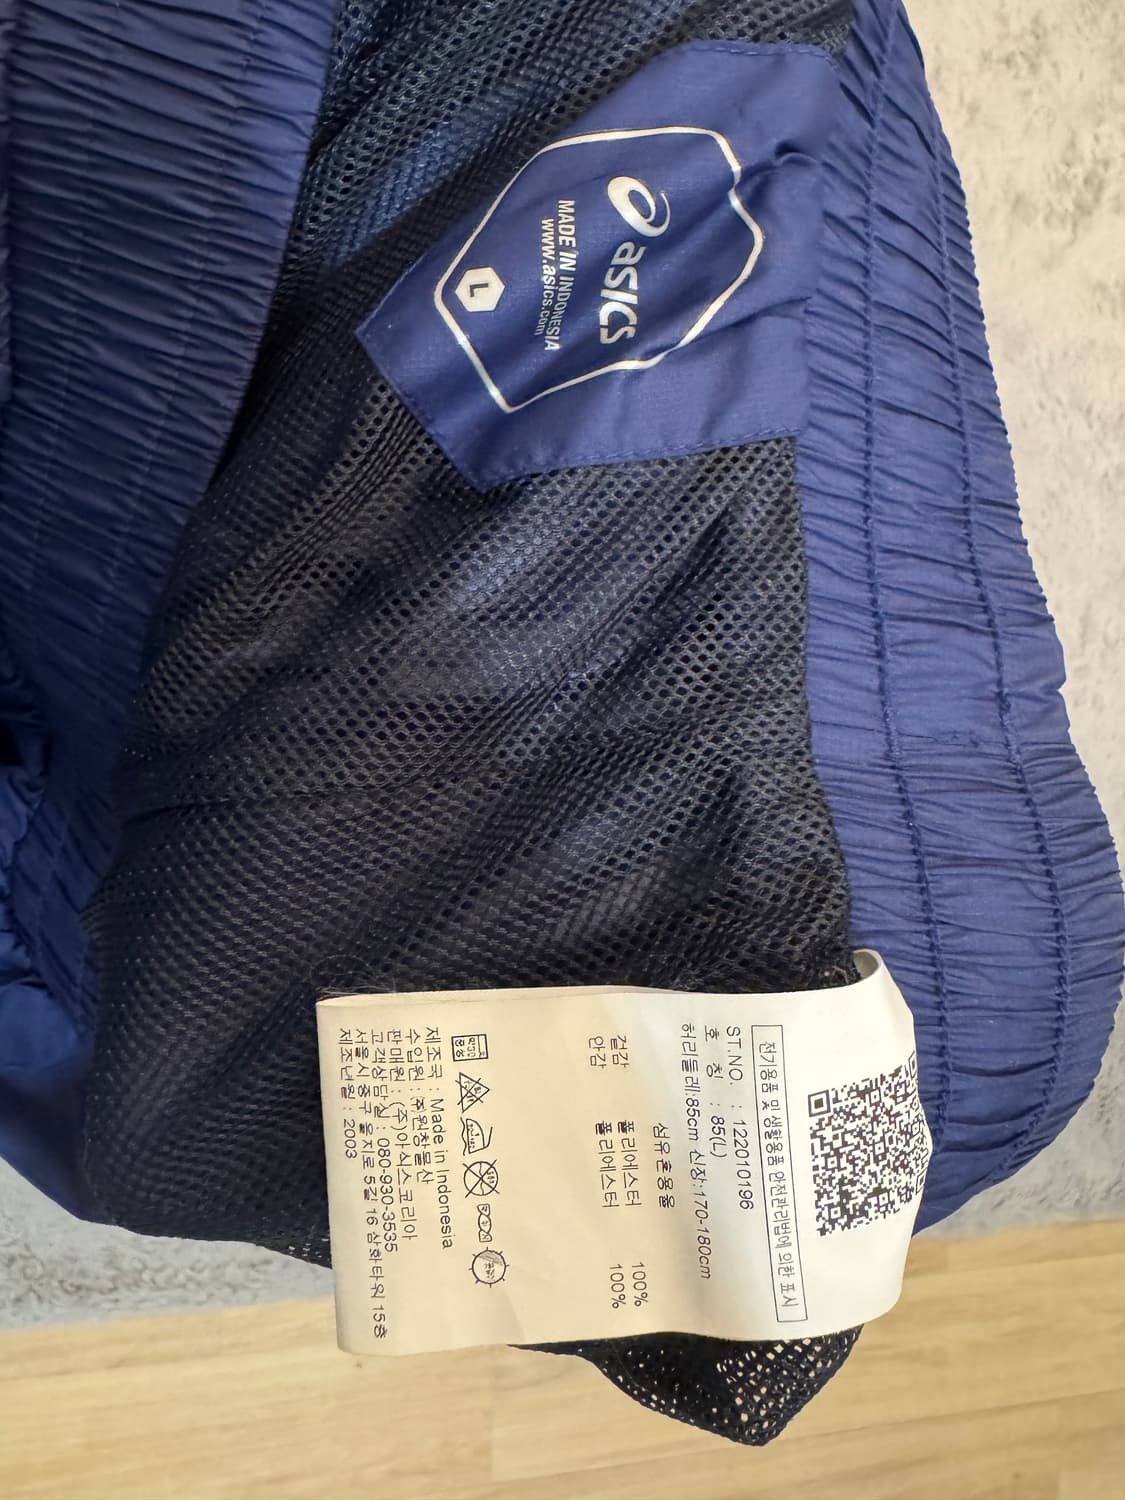 asics
MADE IN INDONESIA
www.asics.com
L
전기용품 및 생활용품 안전관리법에 의한 표시
ST.NO. : 122010196
호 칭 : 85(L)
허리둘레:85cm 신장:170-180cm
섬유혼용율
겉감 폴리에스터 100%
안감 폴리에스터 100%
제조국 : Made in Indonesia
수입원 : ㈜원창물산
판매원 : (주)아식스코리아
고객상담실 : 080-930-3535
서울시 중구 을지로 5길 16 삼화타워 15층
제조년월 : 2003